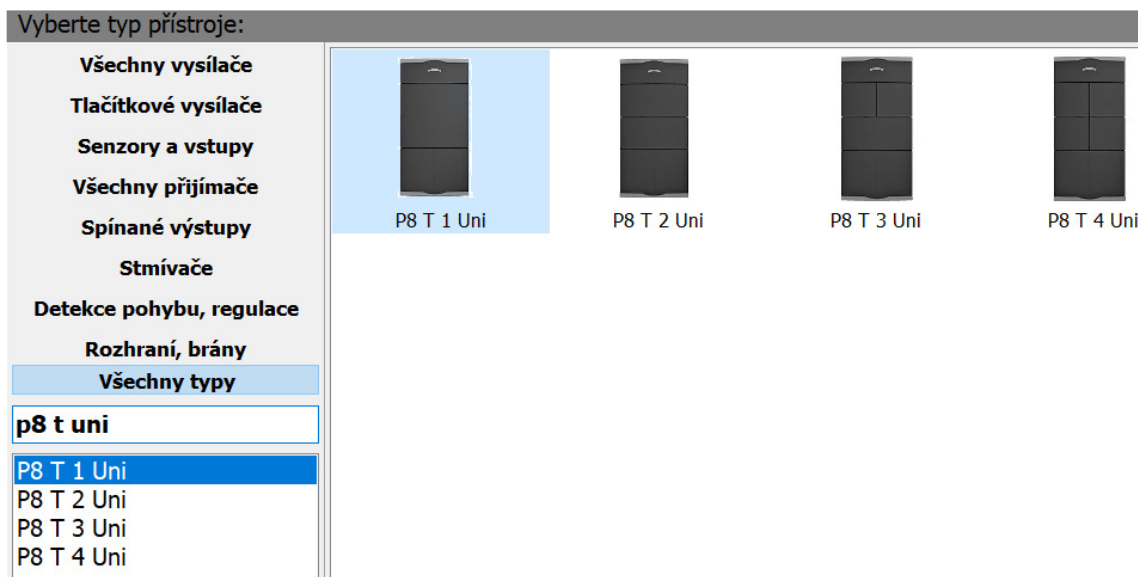 Vyberte typ přístroje:
Všechny vysílače
Tlačítkové vysílače
Senzory a vstupy
Všechny přijímače
Spínané výstupy
Stmívače
Detekce pohybu, regulace
Rozhraní, brány
Všechny typy
p8 t uni
P8 T 1 Uni
P8 T 2 Uni
P8 T 3 Uni
P8 T 4 Uni
P8 T 1 Uni
P8 T 2 Uni
P8 T 3 Uni
P8 T 4 Uni